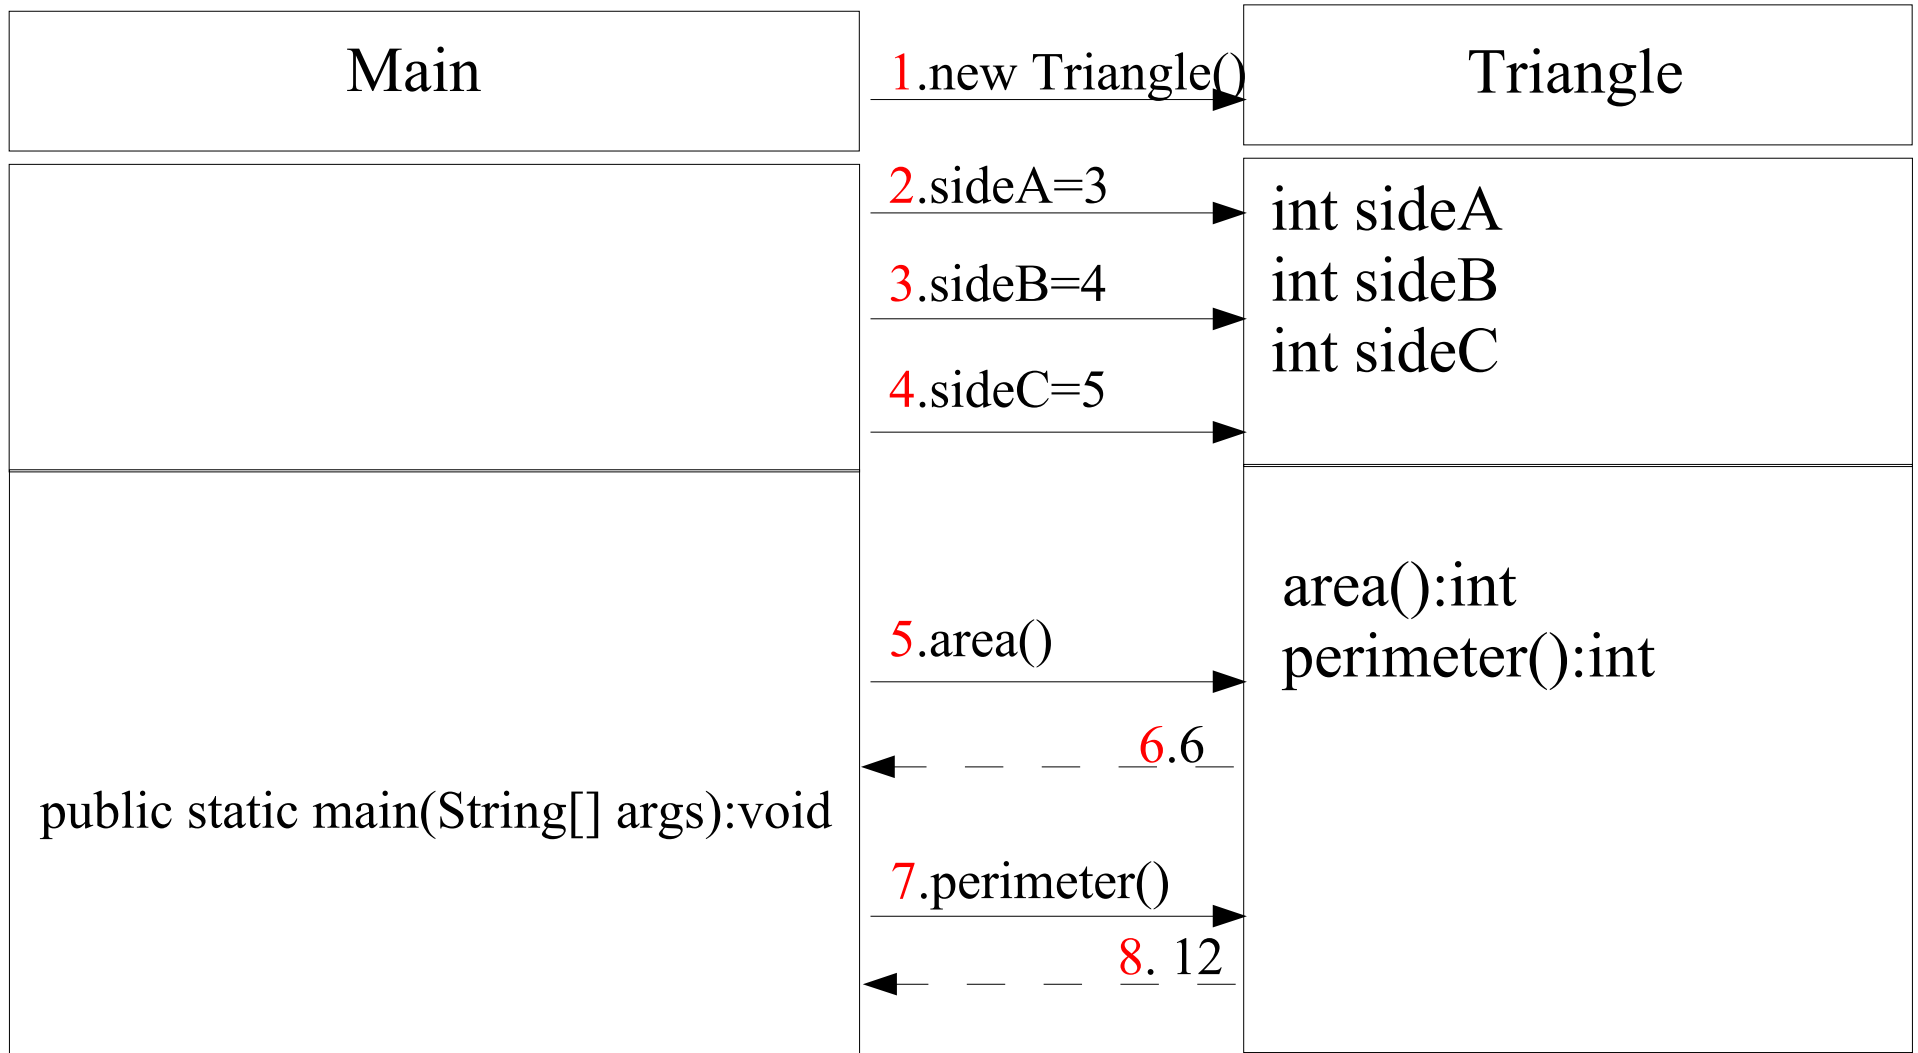 Main
1.new Triangle()
Triangle
2.sideA=3
int sideA
3.sideB=4
int sideB
4.sideC=5
int sideC
area():int
5.area()
perimeter():int
6.6
public static main(String[] args):void
7.perimeter()
8. 12